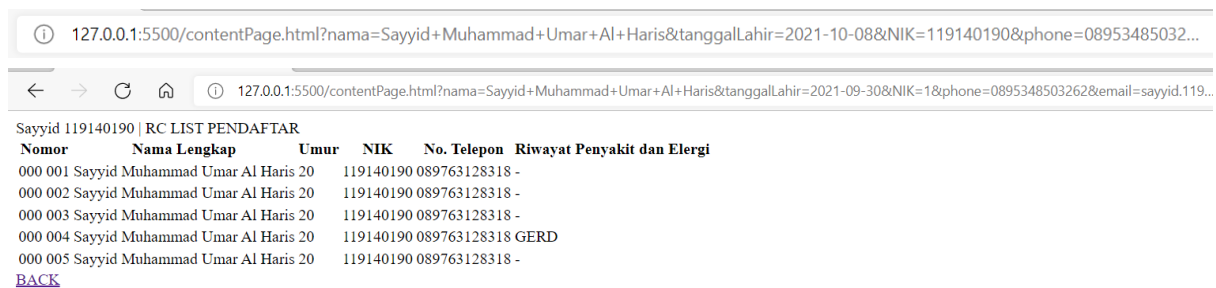 127.0.0.1:5500/contentPage.html?nama=Sayyid+Muhammad+Umar+Al+Haris&tanggalLahir=2021-10-08&NIK=119140190&phone=08953485032...
127.0.0.1:5500/contentPage.html?nama=Sayyid+Muhammad+Umar+Al+Haris&tanggalLahir=2021-09-30&NIK=1&phone=0895348503262&email=sayyid.119...
Sayyid 119140190 | RC LIST PENDAFTAR
Nomor Nama Lengkap Umur NIK No. Telepon Riwayat Penyakit dan Elergi
000 001 Sayyid Muhammad Umar Al Haris 20 119140190 089763128318 -
000 002 Sayyid Muhammad Umar Al Haris 20 119140190 089763128318 -
000 003 Sayyid Muhammad Umar Al Haris 20 119140190 089763128318 -
000 004 Sayyid Muhammad Umar Al Haris 20 119140190 089763128318 GERD
000 005 Sayyid Muhammad Umar Al Haris 20 119140190 089763128318 -
BACK